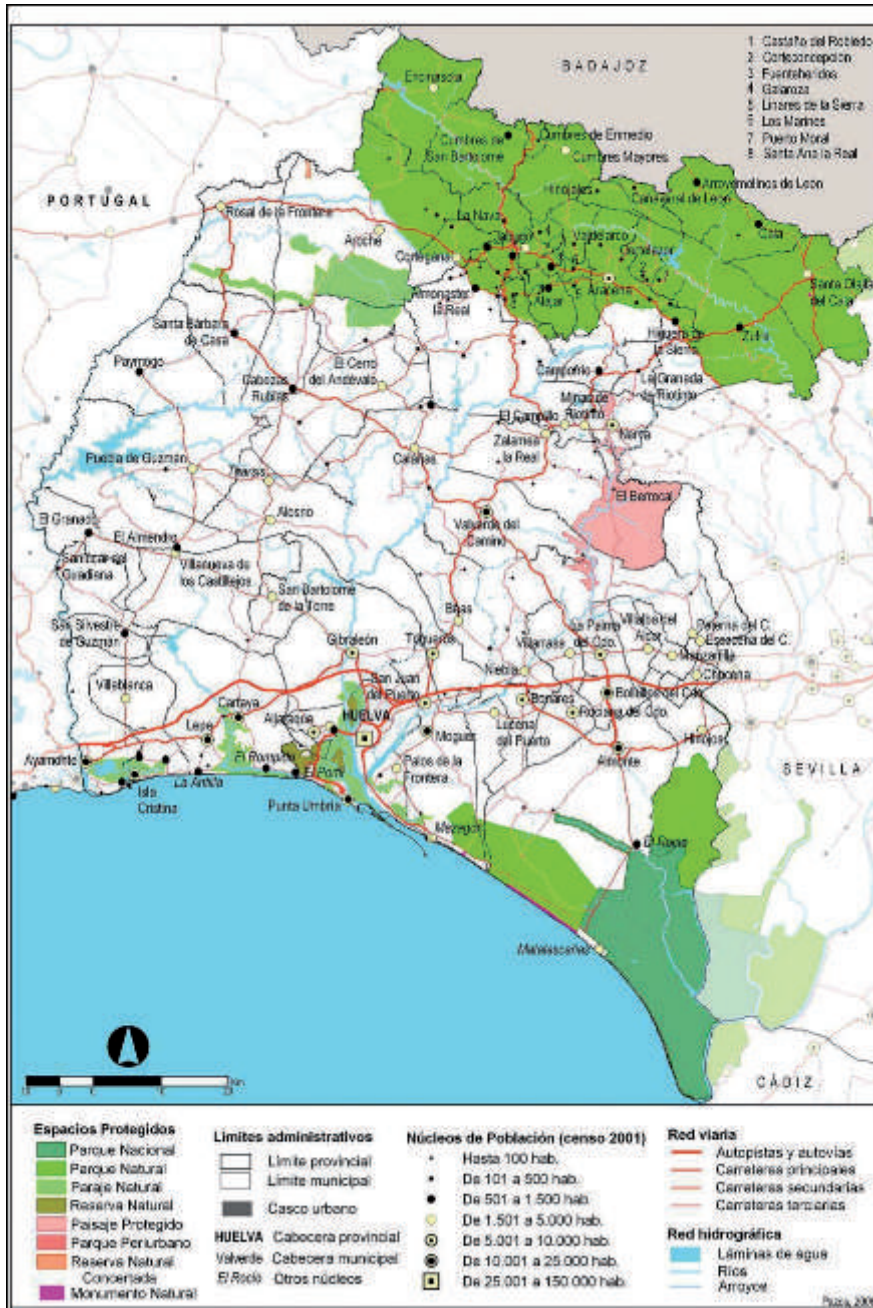 BADAJOZ
1 Castaño del Robledo
2 Corteconcepción
3 Fuenteheridos
4 Galaroza
5 Linares de la Sierra
6 Los Marines
7 Puerto Moral
8 Santa Ana la Real
Encinasola
Cumbres de Enmedio
Cumbres de
San Bartolomé
Cumbres Mayores
Hinojales
Arroyomolinos de León
Cañaveral de León
PORTUGAL
Rosal de la Frontera
La Nava
Aroche
Jabugo
Valdelarco
Cala
Cortegana
Aracena
Santa Olalla
del Cala
Almonaster
la Real
Alájar
Higuera de
la Sierra
Zufre
Santa Bárbara
de Casa
Paymogo
El Cerro
del Andévalo
Cabezas
Rubias
Campofrío
La Granada
de Riotinto
Minas de
Riotinto
El Campillo
Nerva
Zalamea
la Real
Calañas
Puebla de Guzmán
Tharsis
El Berrocal
Alosno
Valverde del
Camino
El Granado
El Almendro
Sanlúcar del
Guadiana
Villanueva de
los Castillejos
San Bartolomé
de la Torre
Beas
San Silvestre
de Guzmán
Gibraleón
Trigueros
La Palma
del Cdo.
Villalba del
Alcor
Paterna del C.
Escacena del C.
Villarrasa
Manzanilla
Niebla
Chucena
San Juan
del Puerto
Villablanca
Cartaya
Aljaraque
HUELVA
Bonares
Bollullos del Cdo.
Rociana del Cdo.
Lepe
Moguer
Lucena
del Puerto
Hinojos
Ayamonte
El Rompido
El Portil
Palos de la
Frontera
Almonte
SEVILLA
La Antilla
Isla
Cristina
Punta Umbría
Mazagón
El Rocío
Matalascañas
CÁDIZ
Km
Espacios Protegidos
Parque Nacional
Parque Natural
Paraje Natural
Reserva Natural
Paisaje Protegido
Parque Periurbano
Reserva Natural
Concertada
Monumento Natural
Límites administrativos
Límite provincial
Límite municipal
Casco urbano
HUELVA Cabecera provincial
Valverde Cabecera municipal
El Rocío Otros núcleos
Núcleos de Población (censo 2001)
Hasta 100 hab.
De 101 a 500 hab.
De 501 a 1.500 hab.
De 1.501 a 5.000 hab.
De 5.001 a 10.000 hab.
De 10.001 a 25.000 hab.
De 25.001 a 150.000 hab.
Red viaria
Autopistas y autovías
Carreteras principales
Carreteras secundarias
Carreteras terciarias
Red hidrográfica
Láminas de agua
Ríos
Arroyos